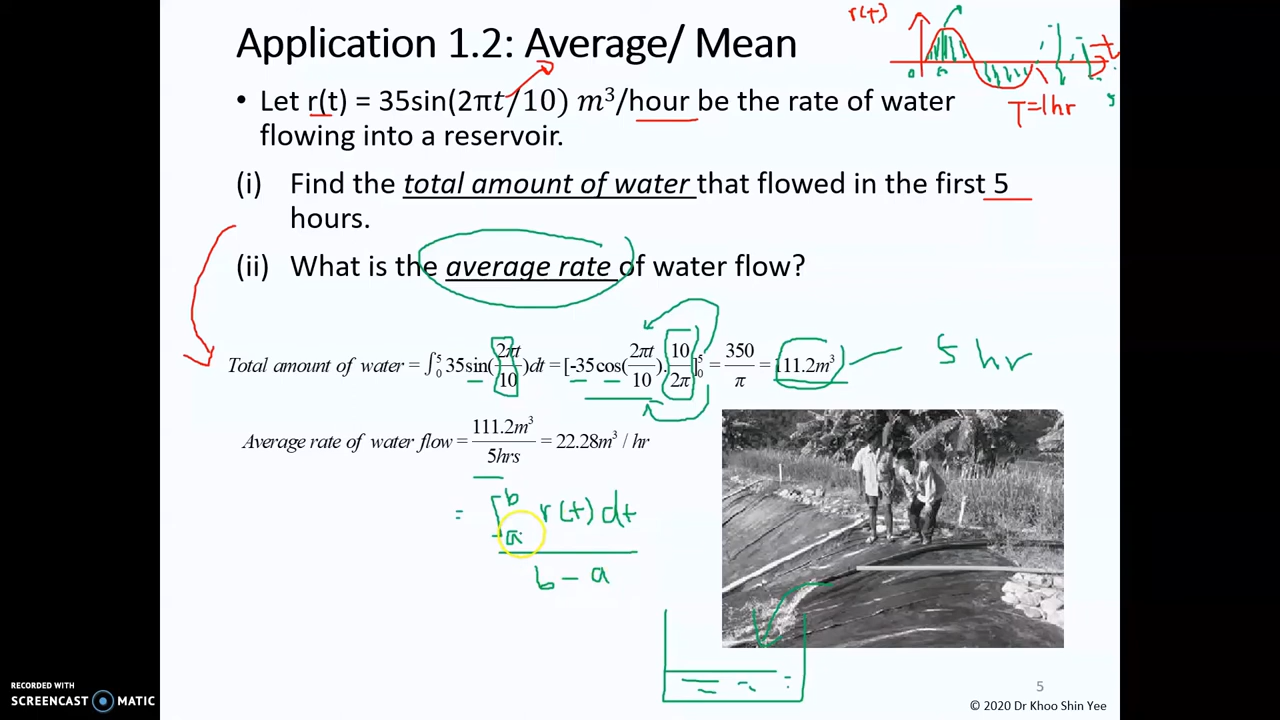 r(t)
Application 1.2: Average/ Mean
0
t
T=1hr
• Let r(t) = 35sin(2πt/10) m³/hour be the rate of water
flowing into a reservoir.
(i) Find the total amount of water that flowed in the first 5
hours.
(ii) What is the average rate of water flow?
Total amount of water = ∫₀⁵ 35sin(2πt/10)dt = [-35cos(2πt/10).10/2π]₀⁵ = 350/π = 111.2m³
5 hr
Average rate of water flow = 111.2m³/5hrs = 22.28m³ / hr
= ∫ₐᵇ r(t) dt
b - a
RECORDED WITH
SCREENCAST MATIC
5
© 2020 Dr Khoo Shin Yee